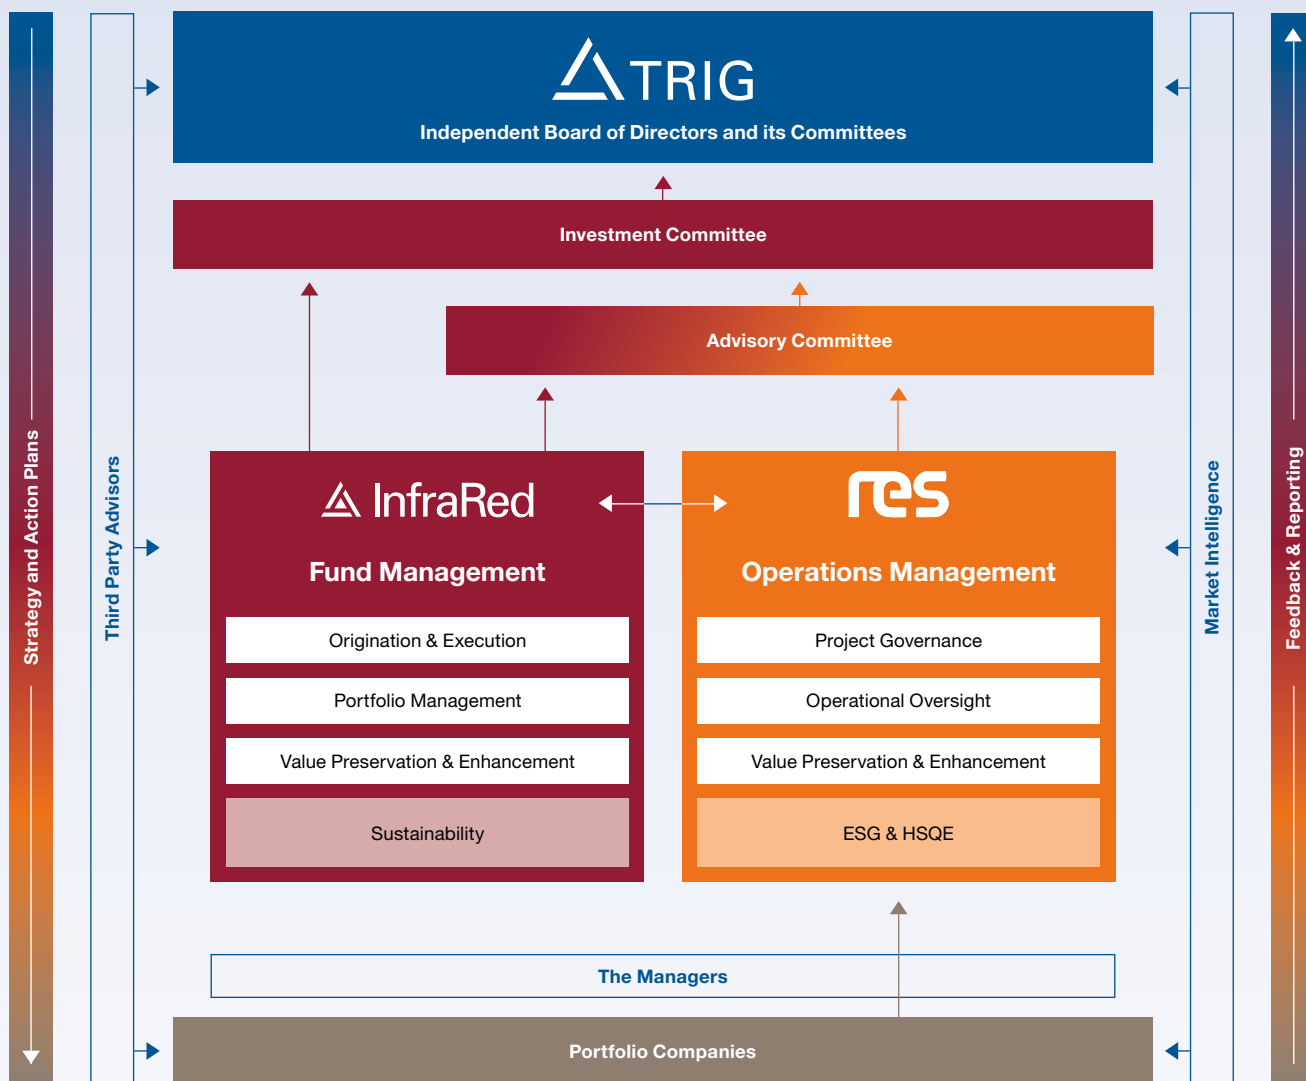 TRIG
Independent Board of Directors and its Committees
Investment Committee
Advisory Committee
Strategy and Action Plans
Third Party Advisors
InfraRed
Fund Management
Origination & Execution
Portfolio Management
Value Preservation & Enhancement
Sustainability
res
Operations Management
Project Governance
Operational Oversight
Value Preservation & Enhancement
ESG & HSQE
Market Intelligence
Feedback & Reporting
The Managers
Portfolio Companies